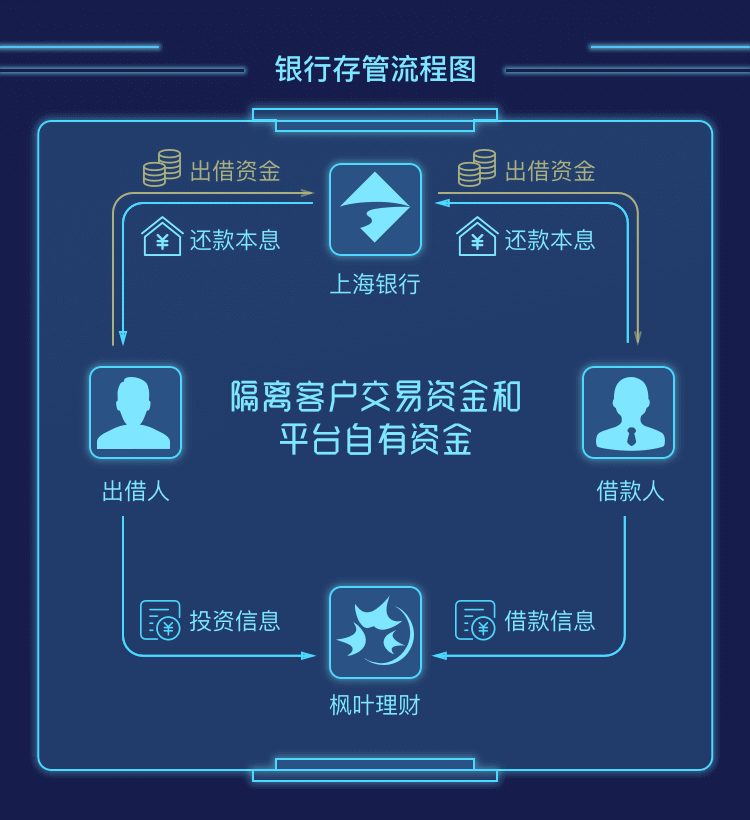 银行存管流程图
出借资金
出借资金
还款本息
还款本息
上海银行
隔离客户交易资金和
平台自有资金
出借人
借款人
投资信息
借款信息
枫叶理财